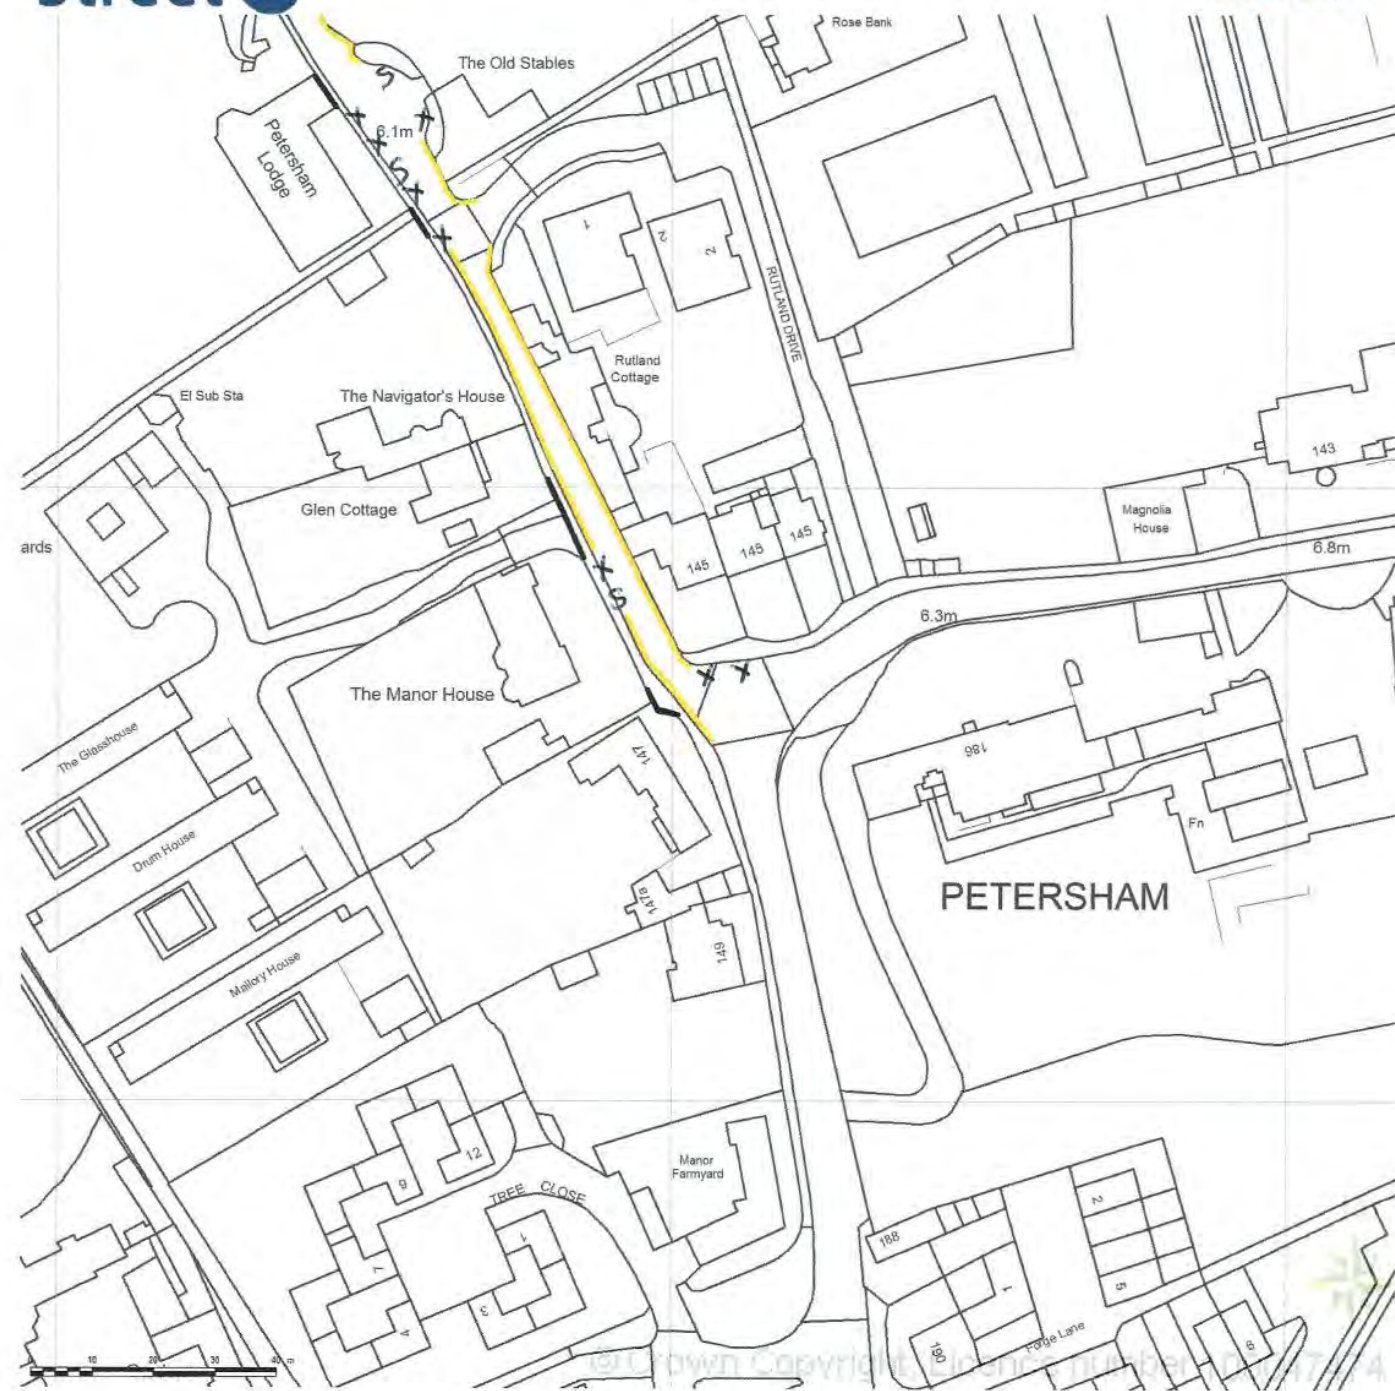 Rose Bank
The Old Stables
6.1m
Petersham
Lodge
1
2
2
RUTLAND DRIVE
Rutland
Cottage
El Sub Sta
The Navigator's House
143
Glen Cottage
Magnolia
House
ards
145
145
145
6.8m
6.3m
The Manor House
The Glasshouse
147
186
Drum House
Fn
PETERSHAM
147a
149
Mallory House
12
9
Manor
Farmyard
TREE CLOSE
2
188
1
7
1
5
3
4
190
Forge Lane
10 20 30 40 m
© Crown Copyright, Licence number